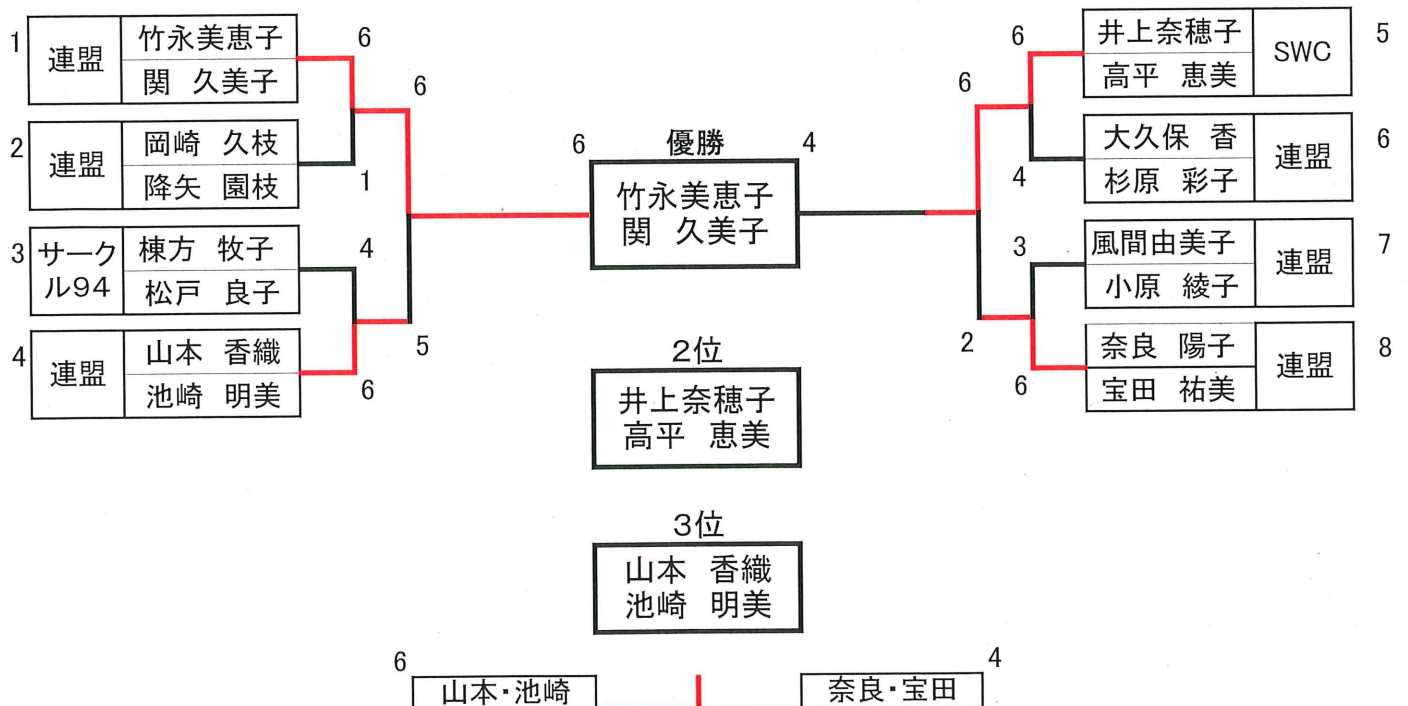 1
連盟
竹永美恵子
関 久美子
6
2
連盟
岡崎 久枝
降矢 園枝
1
6
3
サーク
ル94
棟方 牧子
松戸 良子
4
4
連盟
山本 香織
池崎 明美
6
5
6
優勝
4
竹永美恵子
関 久美子
2位
井上奈穂子
高平 恵美
3位
山本 香織
池崎 明美
6
山本・池崎
4
奈良・宝田
6
井上奈穂子
高平 恵美
SWC
5
6
4
大久保 香
杉原 彩子
連盟
6
3
風間由美子
小原 綾子
連盟
7
2
6
奈良 陽子
宝田 祐美
連盟
8